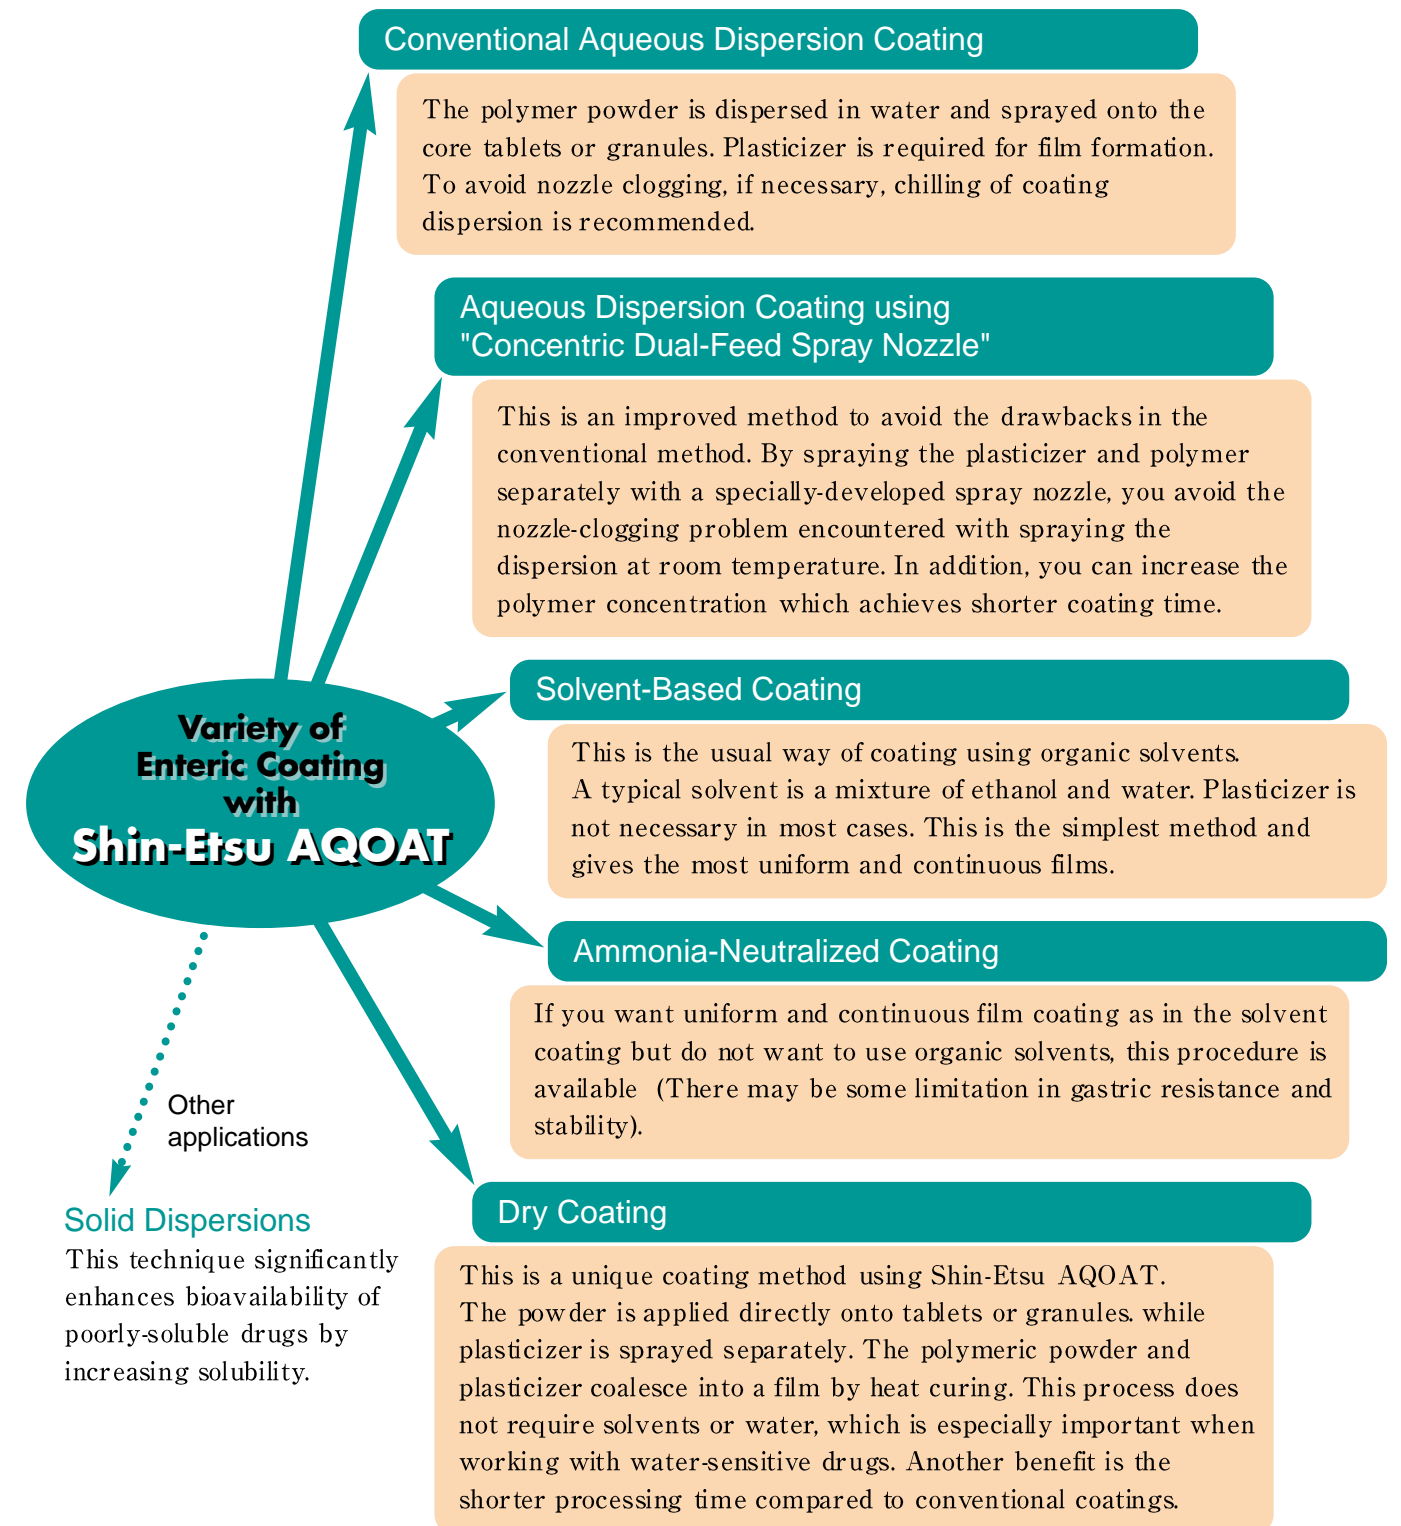 Conventional Aqueous Dispersion Coating
The polymer powder is dispersed in water and sprayed onto the
core tablets or granules. Plasticizer is required for film formation.
To avoid nozzle clogging, if necessary, chilling of coating
dispersion is recommended.
Aqueous Dispersion Coating using
"Concentric Dual-Feed Spray Nozzle"
This is an improved method to avoid the drawbacks in the
conventional method. By spraying the plasticizer and polymer
separately with a specially-developed spray nozzle, you avoid the
nozzle-clogging problem encountered with spraying the
dispersion at room temperature. In addition, you can increase the
polymer concentration which achieves shorter coating time.
Solvent-Based Coating
This is the usual way of coating using organic solvents.
A typical solvent is a mixture of ethanol and water. Plasticizer is
not necessary in most cases. This is the simplest method and
gives the most uniform and continuous films.
Variety of
Enteric Coating
with
Shin-Etsu AQOAT
Ammonia-Neutralized Coating
If you want uniform and continuous film coating as in the solvent
coating but do not want to use organic solvents, this procedure is
available (There may be some limitation in gastric resistance and
stability).
Other
applications
Solid Dispersions
This technique significantly
enhances bioavailability of
poorly-soluble drugs by
increasing solubility.
Dry Coating
This is a unique coating method using Shin-Etsu AQOAT.
The powder is applied directly onto tablets or granules. while
plasticizer is sprayed separately. The polymeric powder and
plasticizer coalesce into a film by heat curing. This process does
not require solvents or water, which is especially important when
working with water-sensitive drugs. Another benefit is the
shorter processing time compared to conventional coatings.